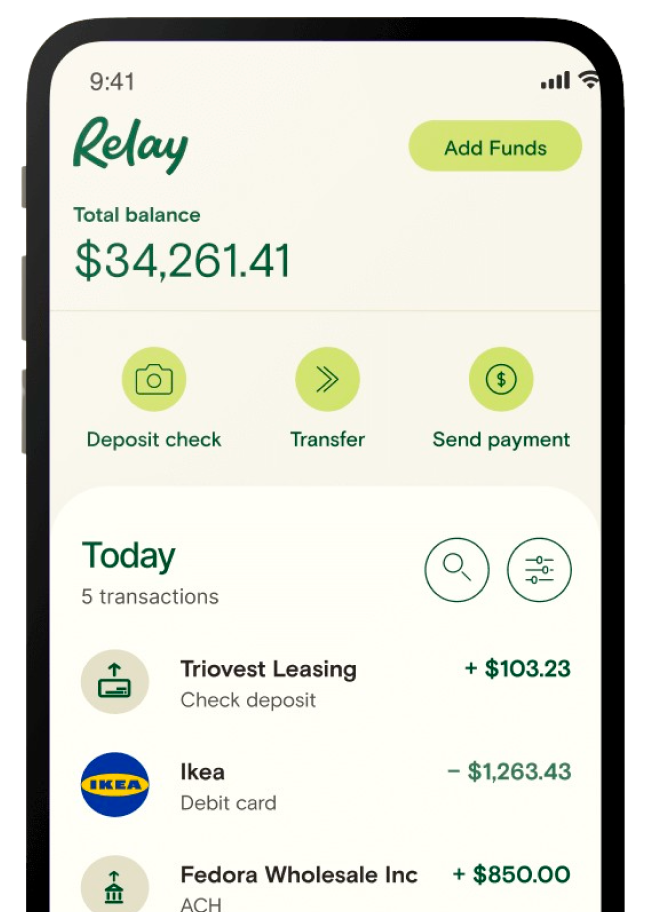 9:41
Relay
Add Funds
Total balance
$34,261.41
Deposit check
Transfer
Send payment
Today
5 transactions
Triovest Leasing
+ $103.23
Check deposit
IKEA
Ikea
– $1,263.43
Debit card
Fedora Wholesale Inc
+ $850.00
ACH